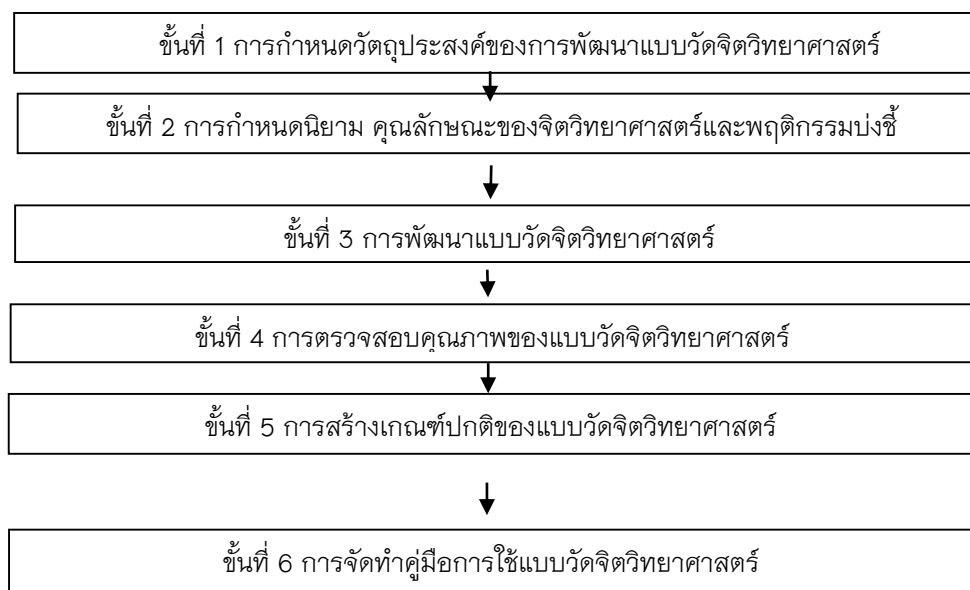 ขั้นที่ 1 การกำหนดวัตถุประสงค์ของการพัฒนาแบบวัดจิตวิทยาศาสตร์
ขั้นที่ 2 การกำหนดนิยาม คุณลักษณะของจิตวิทยาศาสตร์และพฤติกรรมบ่งชี้
ขั้นที่ 3 การพัฒนาแบบวัดจิตวิทยาศาสตร์
ขั้นที่ 4 การตรวจสอบคุณภาพของแบบวัดจิตวิทยาศาสตร์
ขั้นที่ 5 การสร้างเกณฑ์ปกติของแบบวัดจิตวิทยาศาสตร์
ขั้นที่ 6 การจัดทำคู่มือการใช้แบบวัดจิตวิทยาศาสตร์